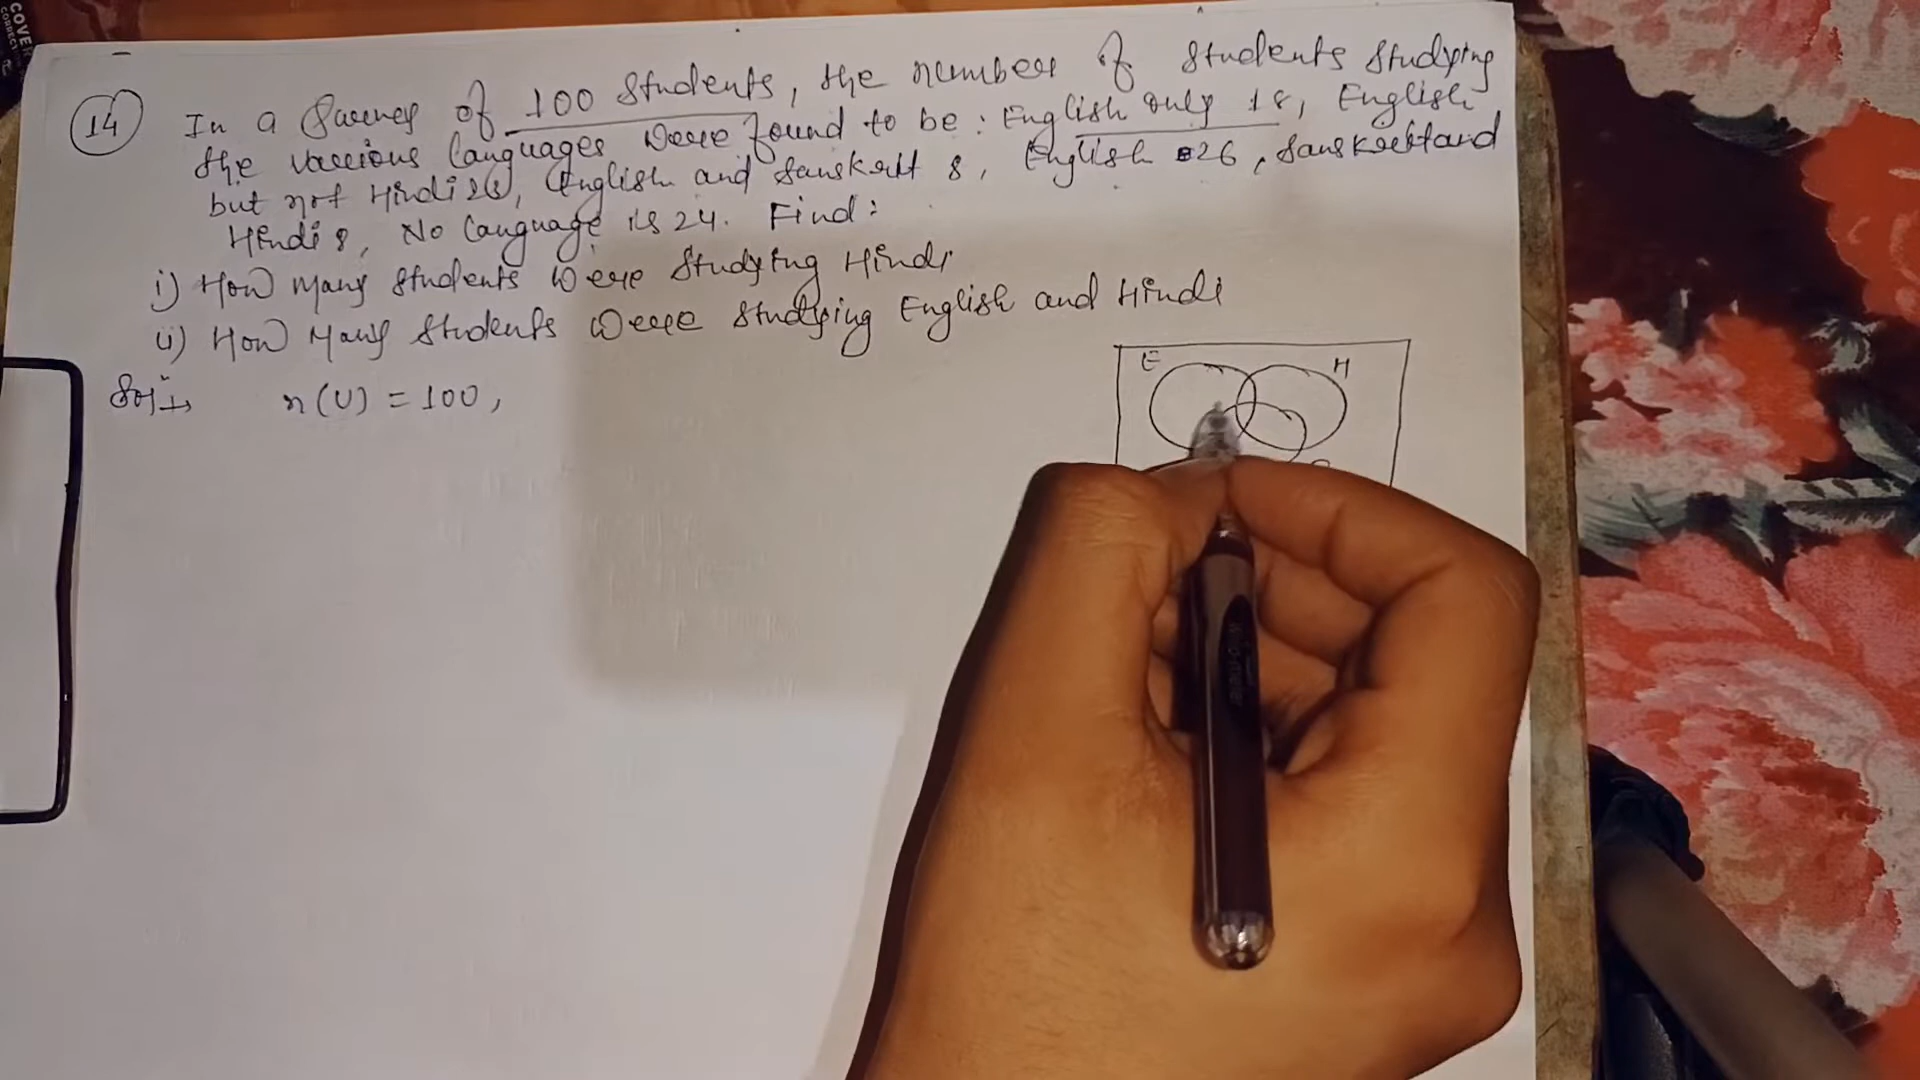 COVER
CORRECT
14 In a Survey of 100 Students, the number of Students Studying
the various languages were found to be : English only 18, English
but not Hindi 23, English and Sanskrit 8, English 26, Sanskrit and
Hindi 8, No language is 24. Find :
i) How many students were Studying Hindi
ii) How Many Students were studying English and Hindi
Sol :→ n(U) = 100,
E H
S